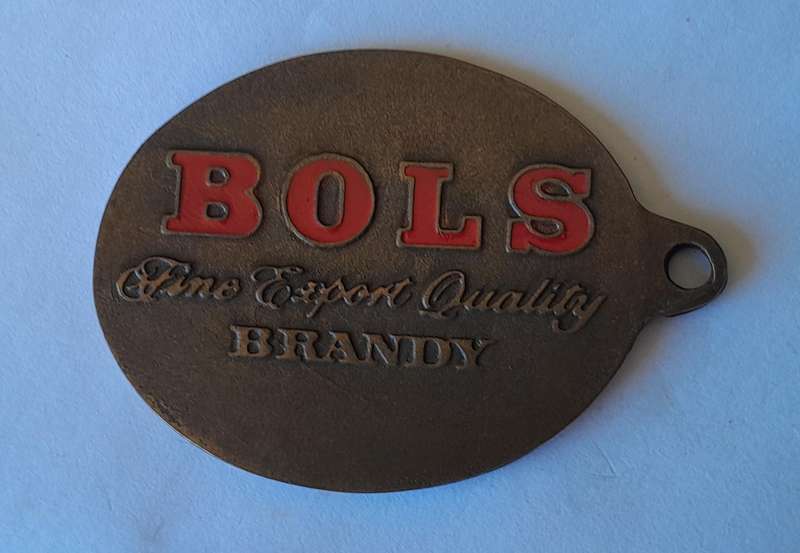 BOLS
Fine Export Quality
BRANDY